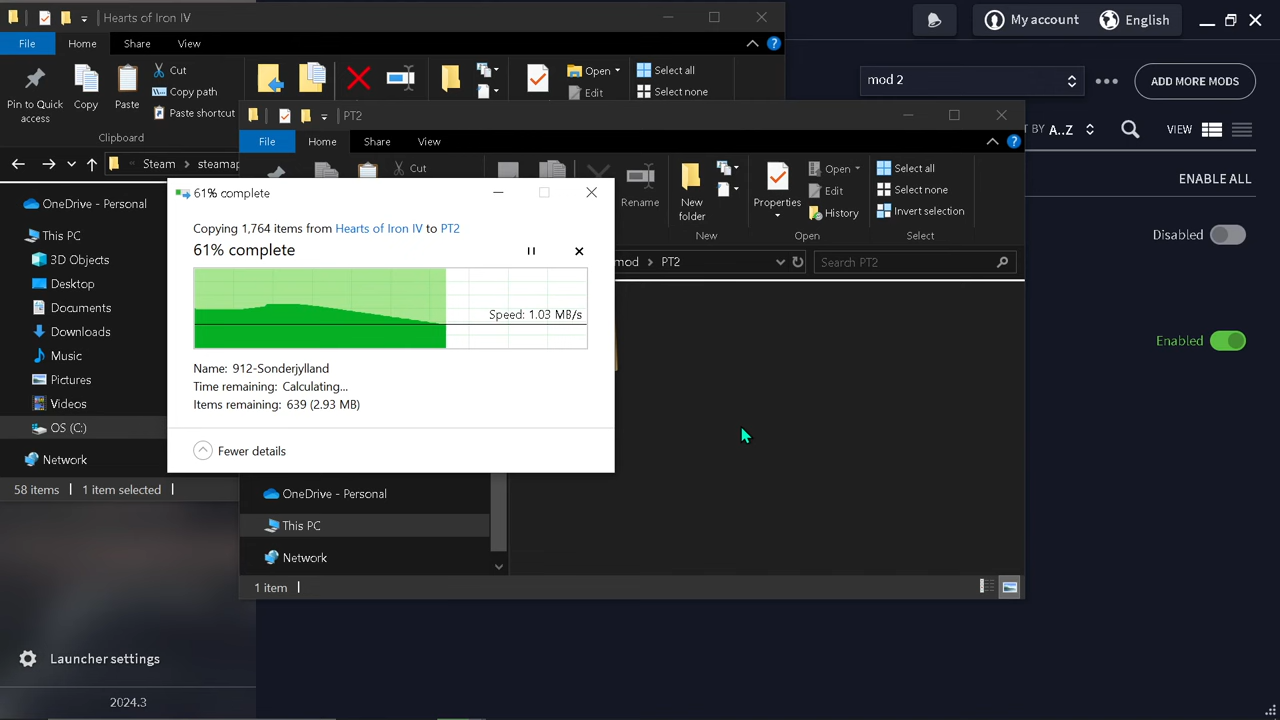 Hearts of Iron IV
My account
English
File
Home
Share
View
Pin to Quick access
Copy
Paste
Cut
Copy path
Paste shortcut
Clipboard
Open
Edit
Select all
Select none
mod 2
ADD MORE MODS
BY A..Z
VIEW
ENABLE ALL
Disabled
Enabled
Steam
steamap
PT2
File
Home
Share
View
Cut
Rename
New folder
New
Properties
Open
Edit
History
Open
Select all
Select none
Invert selection
Select
mod
PT2
Search PT2
OneDrive - Personal
This PC
3D Objects
Desktop
Documents
Downloads
Music
Pictures
Videos
OS (C:)
Network
58 items
1 item selected
61% complete
Copying 1,764 items from Hearts of Iron IV to PT2
61% complete
Speed: 1.03 MB/s
Name: 912-Sonderjylland
Time remaining: Calculating...
Items remaining: 639 (2.93 MB)
Fewer details
OneDrive - Personal
This PC
Network
1 item
Launcher settings
2024.3